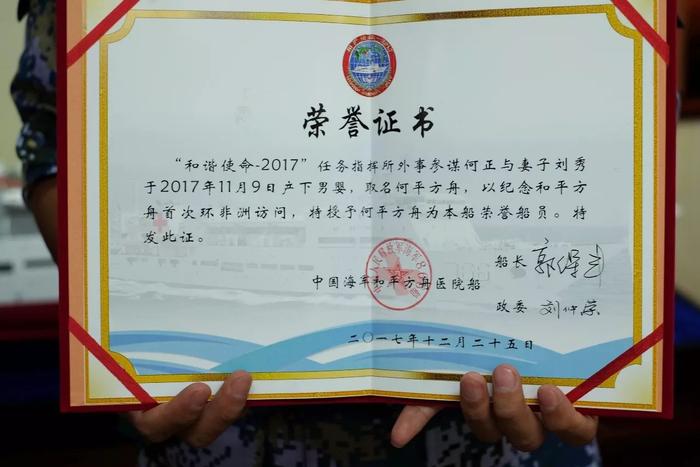 荣誉证书
“和谐使命-2017”任务指挥所外事参谋何正与妻子刘秀
于2017年11月9日产下男婴，取名何平方舟，以纪念和平方
舟首次环非洲访问，特授予何平方舟为本船荣誉船员。特
发此证。
船长
中国海军和平方舟医院船
政委 刘仲荣
二〇一七年十二月二十五日